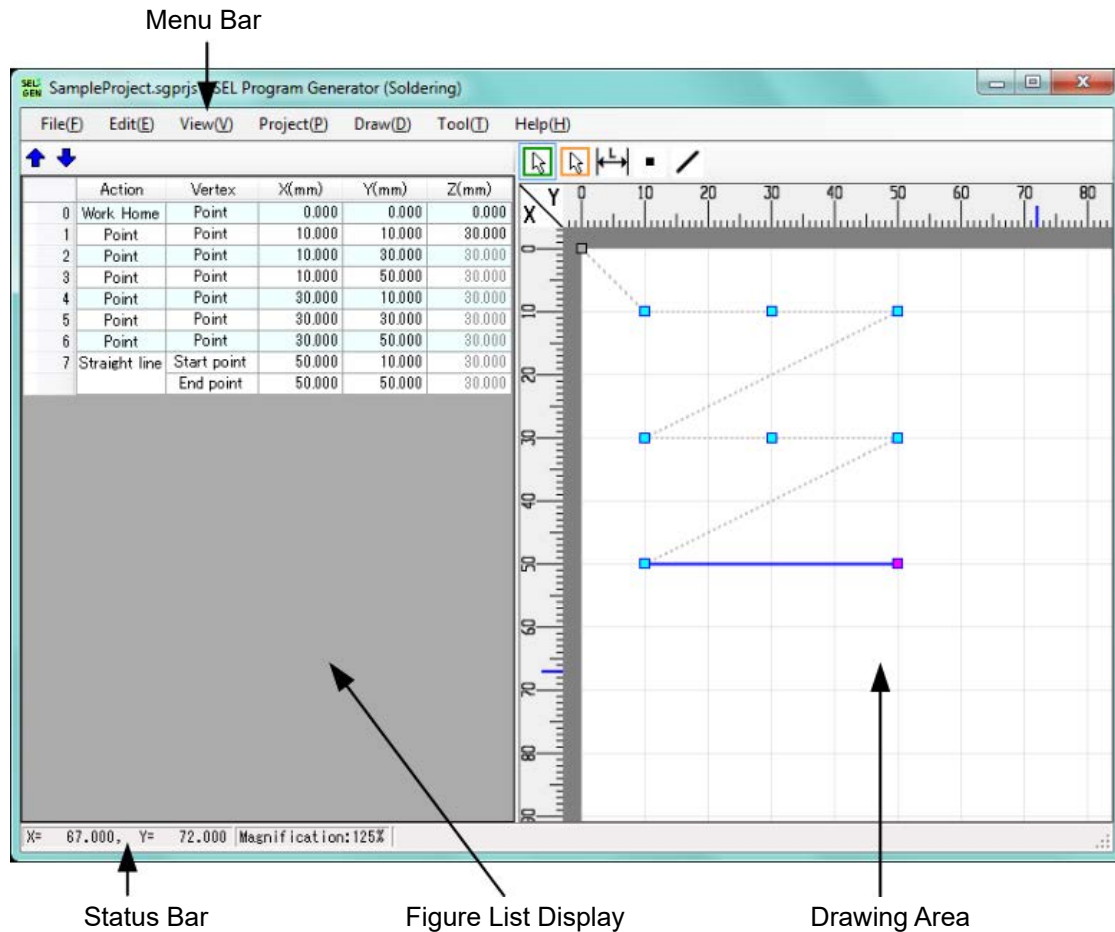 Menu Bar
SEL GEN SampleProject.sgprjs - SEL Program Generator (Soldering)
File(F) Edit(E) View(V) Project(P) Draw(D) Tool(T) Help(H)
L
Action Vertex X(mm) Y(mm) Z(mm)
0 Work Home Point 0.000 0.000 0.000
1 Point Point 10.000 10.000 30.000
2 Point Point 10.000 30.000 30.000
3 Point Point 10.000 50.000 30.000
4 Point Point 30.000 10.000 30.000
5 Point Point 30.000 30.000 30.000
6 Point Point 30.000 50.000 30.000
7 Straight line Start point 50.000 10.000 30.000
End point 50.000 50.000 30.000
Y 0 10 20 30 40 50 60 70 80
X
0
10
20
30
40
50
60
70
80
X= 67.000, Y= 72.000 Magnification:125%
Status Bar Figure List Display Drawing Area